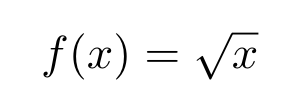 f(x) = √x